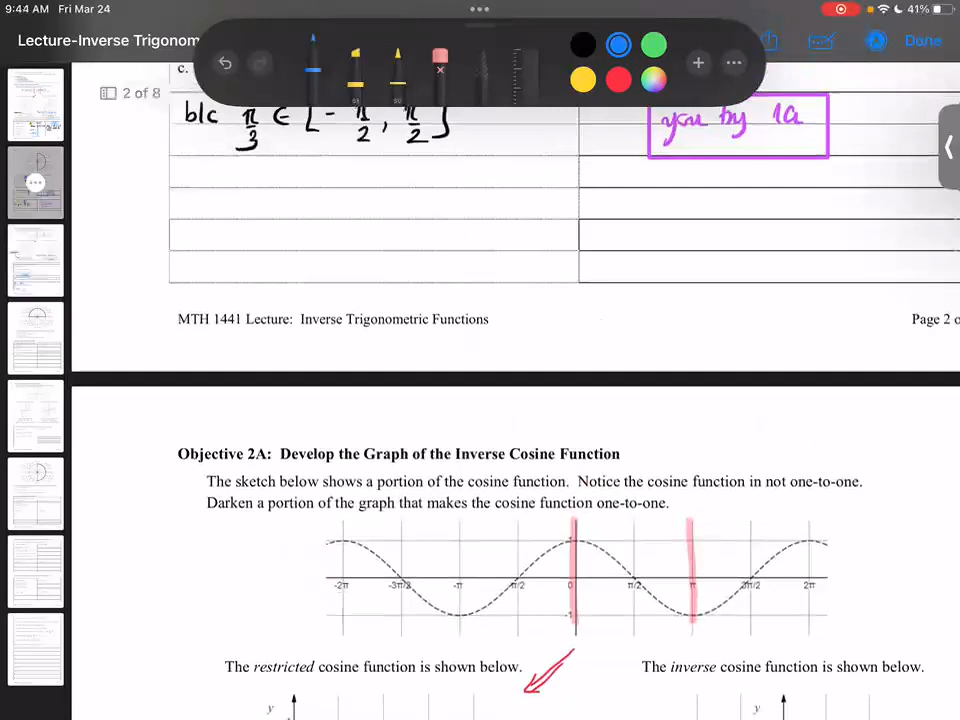 9:44 AM Fri Mar 24
41%
Lecture-Inverse Trigonom
Done
2 of 8
c.
b/c π/3 ∈ [-π/2, π/2]
you by 1a
MTH 1441 Lecture: Inverse Trigonometric Functions
Page 2 o
Objective 2A: Develop the Graph of the Inverse Cosine Function
The sketch below shows a portion of the cosine function. Notice the cosine function in not one-to-one.
Darken a portion of the graph that makes the cosine function one-to-one.
-2π -3π/2 -π -π/2 0 π/2 π 3π/2 2π
-1
The restricted cosine function is shown below.
The inverse cosine function is shown below.
y
y